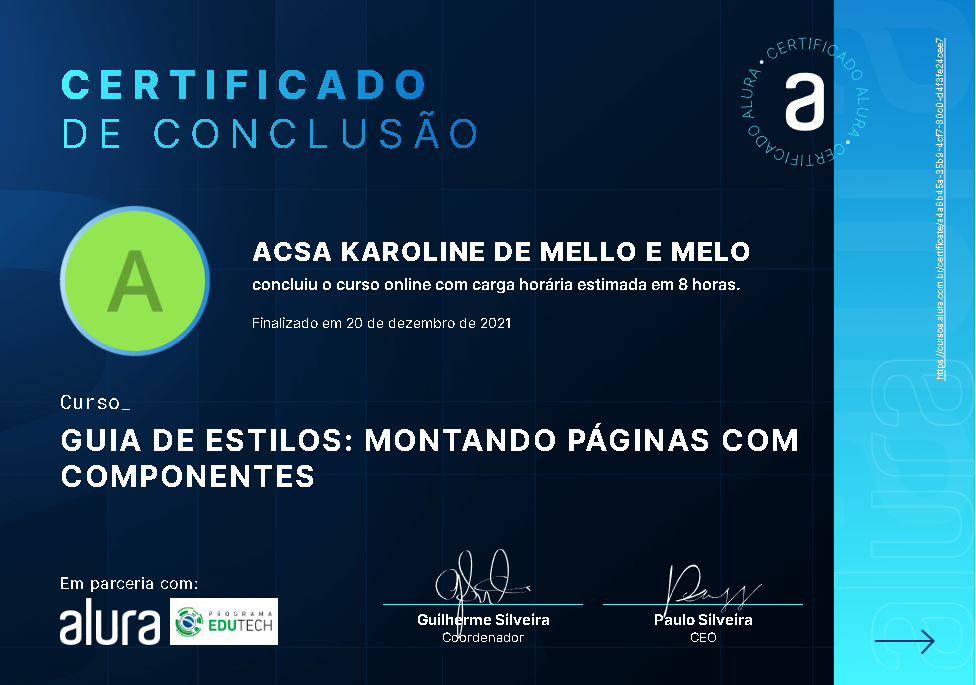 CERTIFICADO
DE CONCLUSÃO
CERTIFICADO ALURA • CERTIFICADO ALURA •
a
A
ACSA KAROLINE DE MELLO E MELO
concluiu o curso online com carga horária estimada em 8 horas.
Finalizado em 20 de dezembro de 2021
Curso_
GUIA DE ESTILOS: MONTANDO PÁGINAS COM
COMPONENTES
Em parceria com:
alura
PROGRAMA
EDUTECH
Guilherme Silveira
Coordenador
Paulo Silveira
CEO
alura